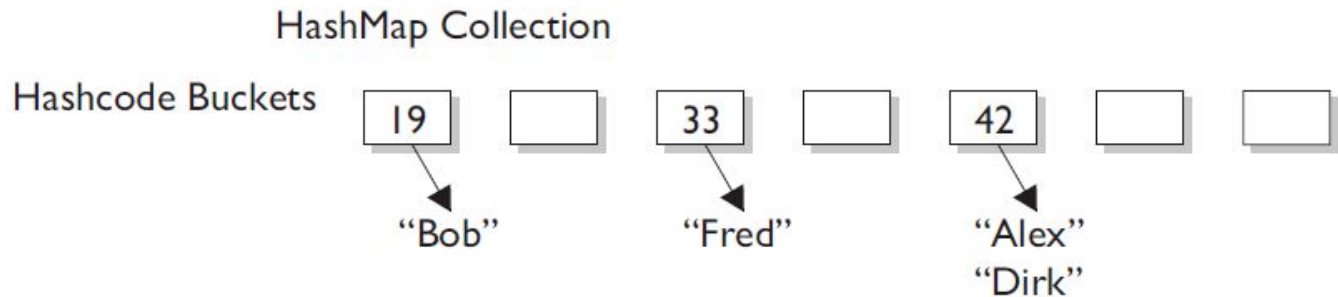 HashMap Collection
Hashcode Buckets 19 33 42
“Bob” “Fred” “Alex”
“Dirk”